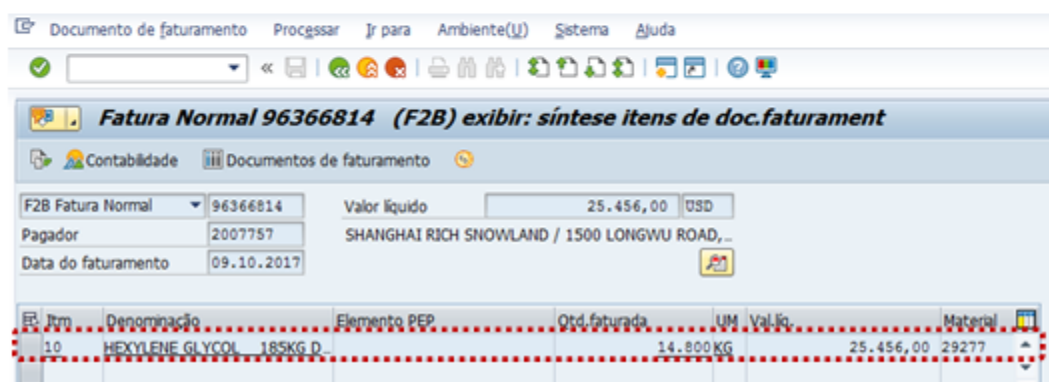 Documento de faturamento Processar Ir para Ambiente(U) Sistema Ajuda
Fatura Normal 96366814 (F2B) exibir: síntese itens de doc.faturament
Contabilidade Documentos de faturamento
F2B Fatura Normal 96366814 Valor líquido 25.456,00 USD
Pagador 2007757 SHANGHAI RICH SNOWLAND / 1500 LONGWU ROAD,…
Data do faturamento 09.10.2017
Itm Denominação Elemento PEP Qtd.faturada UM Val.líq. Material
10 HEXYLENE GLYCOL 185KG D… 14.800 KG 25.456,00 29277